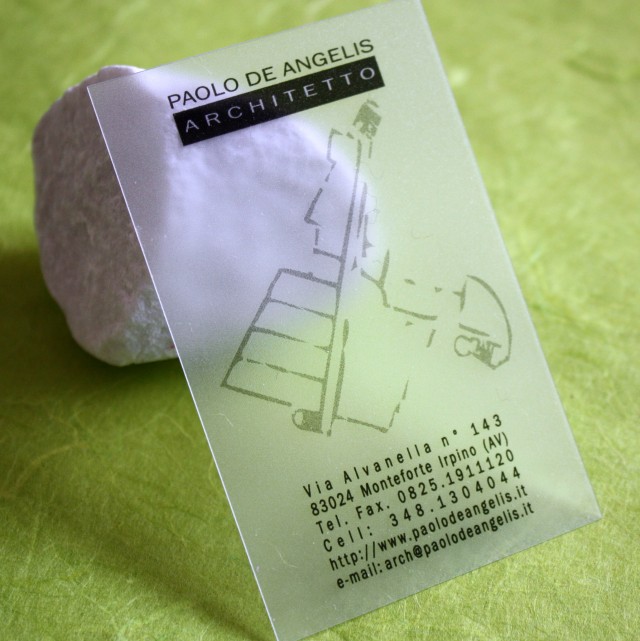 PAOLO DE ANGELIS
ARCHITETTO
Via Alvanella n° 143
83024 Monteforte Irpino (AV)
Tel. Fax. 0825.1911120
Cell: 348.1304044
http://www.paolodeangelis.it
e-mail: arch@paolodeangelis.it